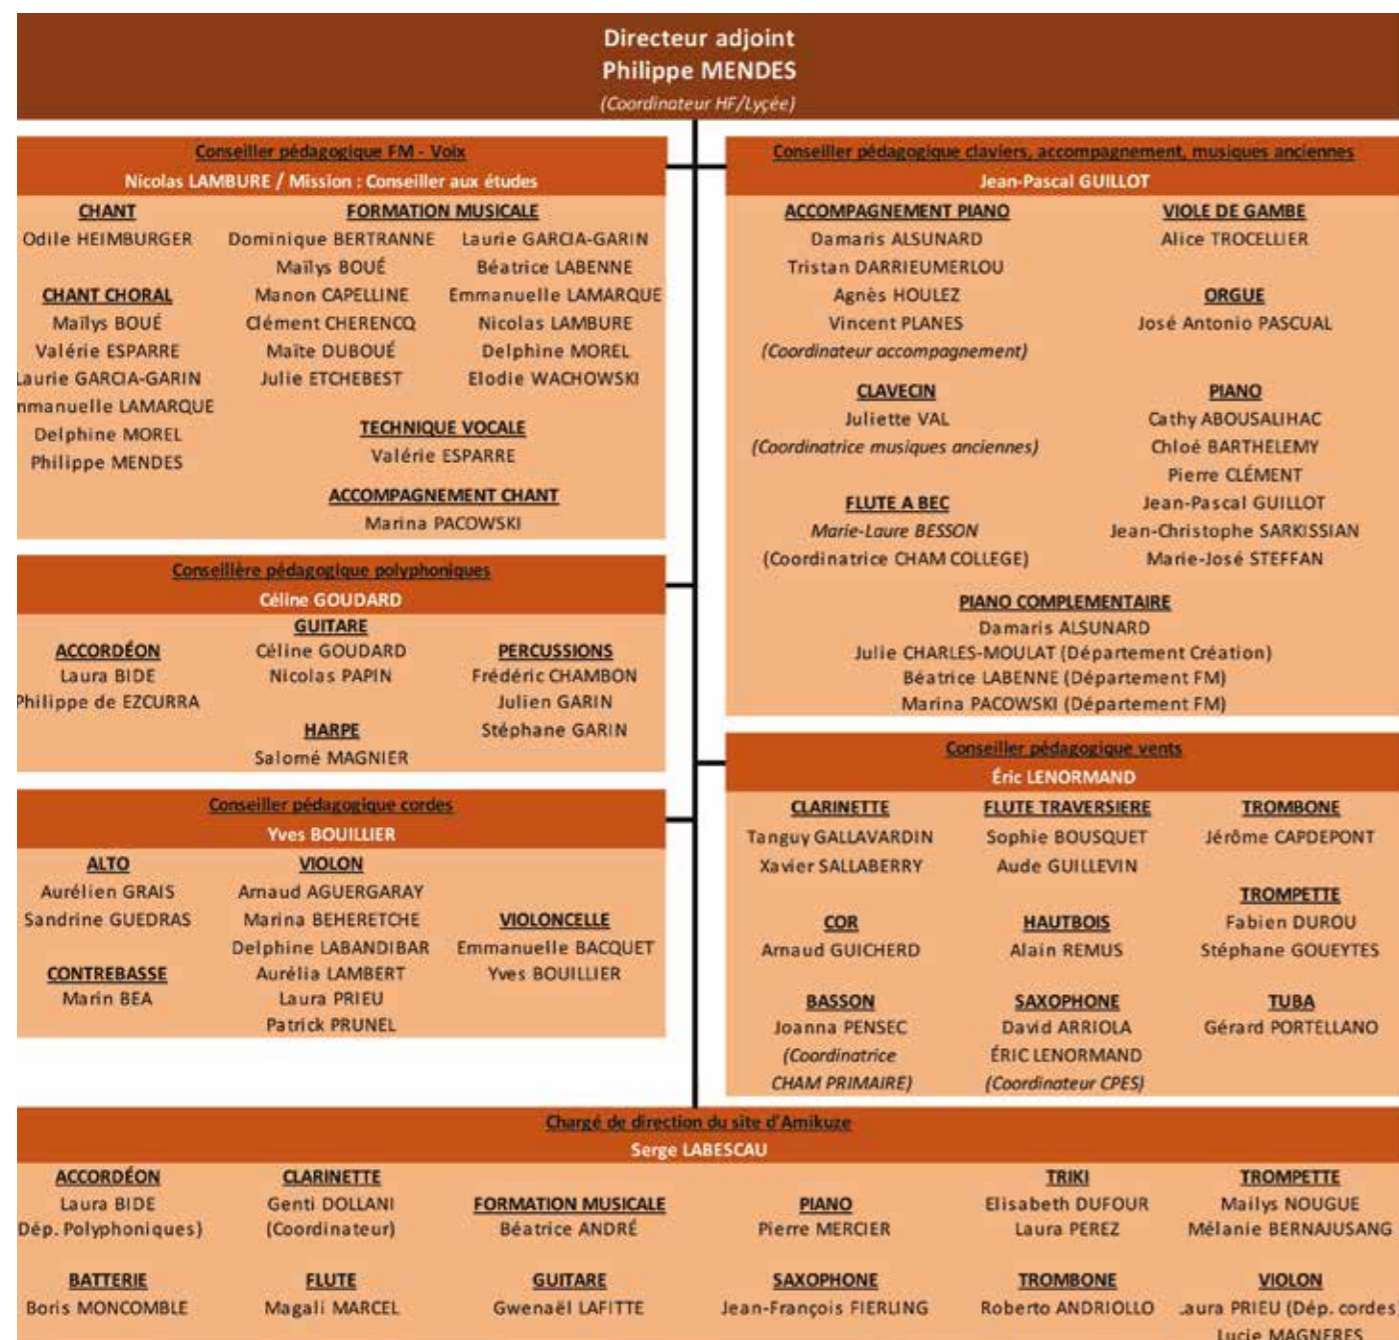 Directeur adjoint
Philippe MENDES
(Coordinateur HF/Lyçée)
Conseiller pédagogique FM - Voix
Nicolas LAMBURE / Mission : Conseiller aux études
CHANT
Odile HEIMBURGER
CHANT CHORAL
Maïlys BOUÉ
Valérie ESPARRE
Laurie GARCIA-GARIN
mmanuelle LAMARQUE
Delphine MOREL
Philippe MENDES
FORMATION MUSICALE
Dominique BERTRANNE Laurie GARCIA-GARIN
Maïlys BOUÉ Béatrice LABENNE
Manon CAPELLINE Emmanuelle LAMARQUE
Clément CHERENCQ Nicolas LAMBURE
Maïte DUBOUÉ Delphine MOREL
Julie ETCHEBEST Elodie WACHOWSKI
TECHNIQUE VOCALE
Valérie ESPARRE
ACCOMPAGNEMENT CHANT
Marina PACOWSKI
Conseillère pédagogique polyphoniques
Céline GOUDARD
ACCORDÉON
Laura BIDE
Philippe de EZCURRA
GUITARE
Céline GOUDARD
Nicolas PAPIN
HARPE
Salomé MAGNIER
PERCUSSIONS
Frédéric CHAMBON
Julien GARIN
Stéphane GARIN
Conseiller pédagogique cordes
Yves BOUILLIER
ALTO
Aurélien GRAIS
Sandrine GUEDRAS
CONTREBASSE
Marin BEA
VIOLON
Arnaud AGUERGARAY
Marina BEHERETCHE
Delphine LABANDIBAR
Aurélia LAMBERT
Laura PRIEU
Patrick PRUNEL
VIOLONCELLE
Emmanuelle BACQUET
Yves BOUILLIER
Conseiller pédagogique claviers, accompagnement, musiques anciennes
Jean-Pascal GUILLOT
ACCOMPAGNEMENT PIANO
Damaris ALSUNARD
Tristan DARRIEUMERLOU
Agnès HOULEZ
Vincent PLANES
(Coordinateur accompagnement)
CLAVECIN
Juliette VAL
(Coordinatrice musiques anciennes)
FLUTE A BEC
Marie-Laure BESSON
(Coordinatrice CHAM COLLEGE)
VIOLE DE GAMBE
Alice TROCELLIER
ORGUE
José Antonio PASCUAL
PIANO
Cathy ABOUSALIHAC
Chloé BARTHELEMY
Pierre CLÉMENT
Jean-Pascal GUILLOT
Jean-Christophe SARKISSIAN
Marie-José STEFFAN
PIANO COMPLEMENTAIRE
Damaris ALSUNARD
Julie CHARLES-MOULAT (Département Création)
Béatrice LABENNE (Département FM)
Marina PACOWSKI (Département FM)
Conseiller pédagogique vents
Éric LENORMAND
CLARINETTE
Tanguy GALLAVARDIN
Xavier SALLABERRY
COR
Arnaud GUICHERD
BASSON
Joanna PENSEC
(Coordinatrice
CHAM PRIMAIRE)
FLUTE TRAVERSIERE
Sophie BOUSQUET
Aude GUILLEVIN
HAUTBOIS
Alain REMUS
SAXOPHONE
David ARRIOLA
ÉRIC LENORMAND
(Coordinateur CPES)
TROMBONE
Jérôme CAPDEPONT
TROMPETTE
Fabien DUROU
Stéphane GOUEYTES
TUBA
Gérard PORTELLANO
Chargé de direction du site d'Amikuze
Serge LABESCAU
ACCORDÉON
Laura BIDE
Dép. Polyphoniques)
CLARINETTE
Genti DOLLANI
(Coordinateur)
FORMATION MUSICALE
Béatrice ANDRÉ
PIANO
Pierre MERCIER
TRIKI
Elisabeth DUFOUR
Laura PEREZ
TROMPETTE
Mailys NOUGUE
Mélanie BERNAJUSANG
BATTERIE
Boris MONCOMBLE
FLUTE
Magali MARCEL
GUITARE
Gwenaël LAFITTE
SAXOPHONE
Jean-François FIERLING
TROMBONE
Roberto ANDRIOLLO
VIOLON
Laura PRIEU (Dép. cordes
Lucie MAGNERES